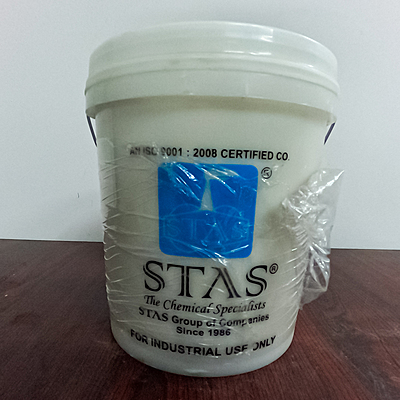 AN ISO 9001 : 2008 CERTIFIED CO.
STAS®
The Chemical Specialists
STAS Group of Companies
Since 1986
FOR INDUSTRIAL USE ONLY